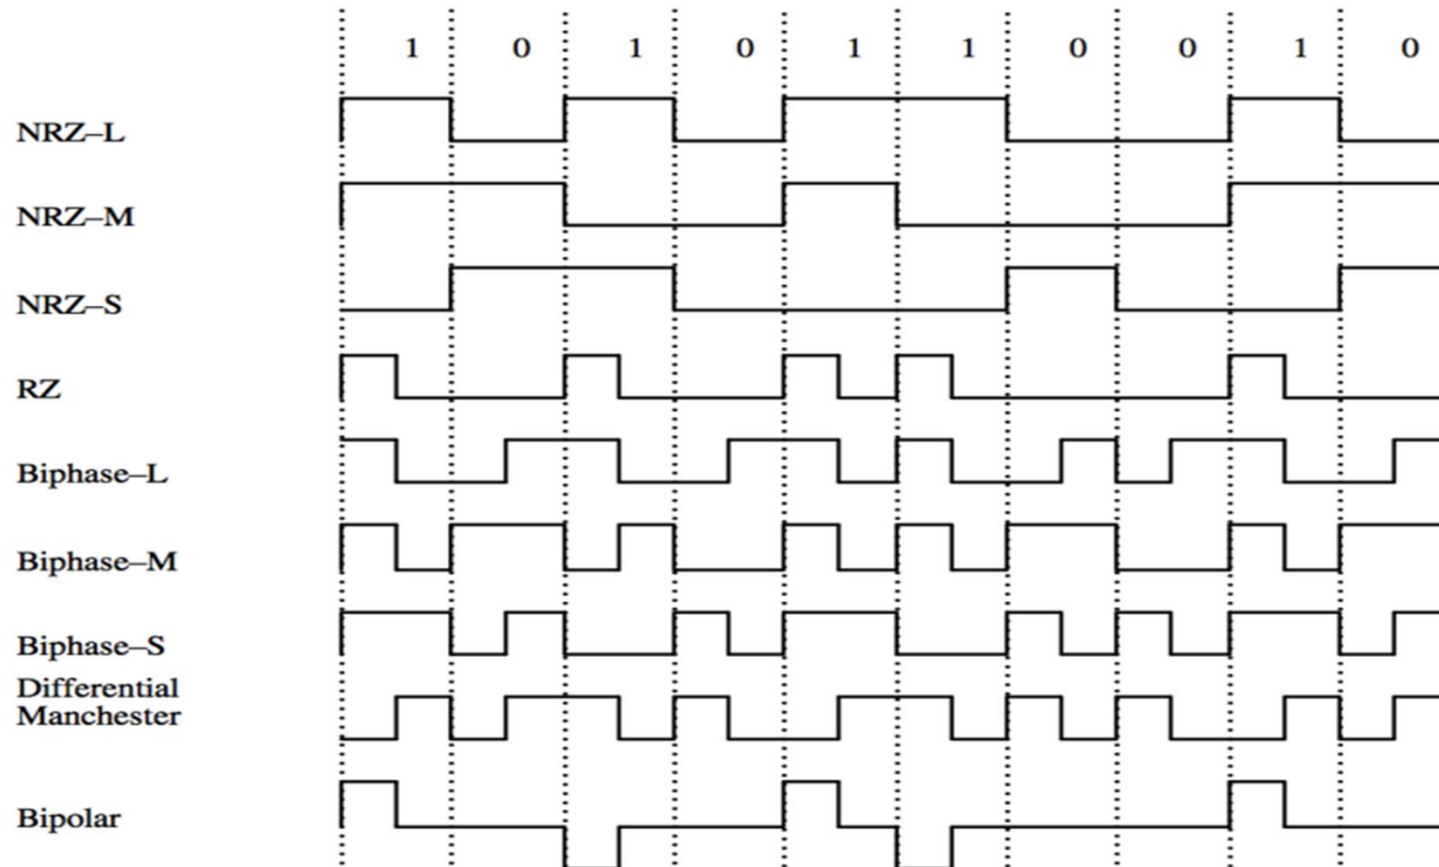 1 0 1 0 1 1 0 0 1 0
NRZ–L
NRZ–M
NRZ–S
RZ
Biphase–L
Biphase–M
Biphase–S
Differential
Manchester
Bipolar